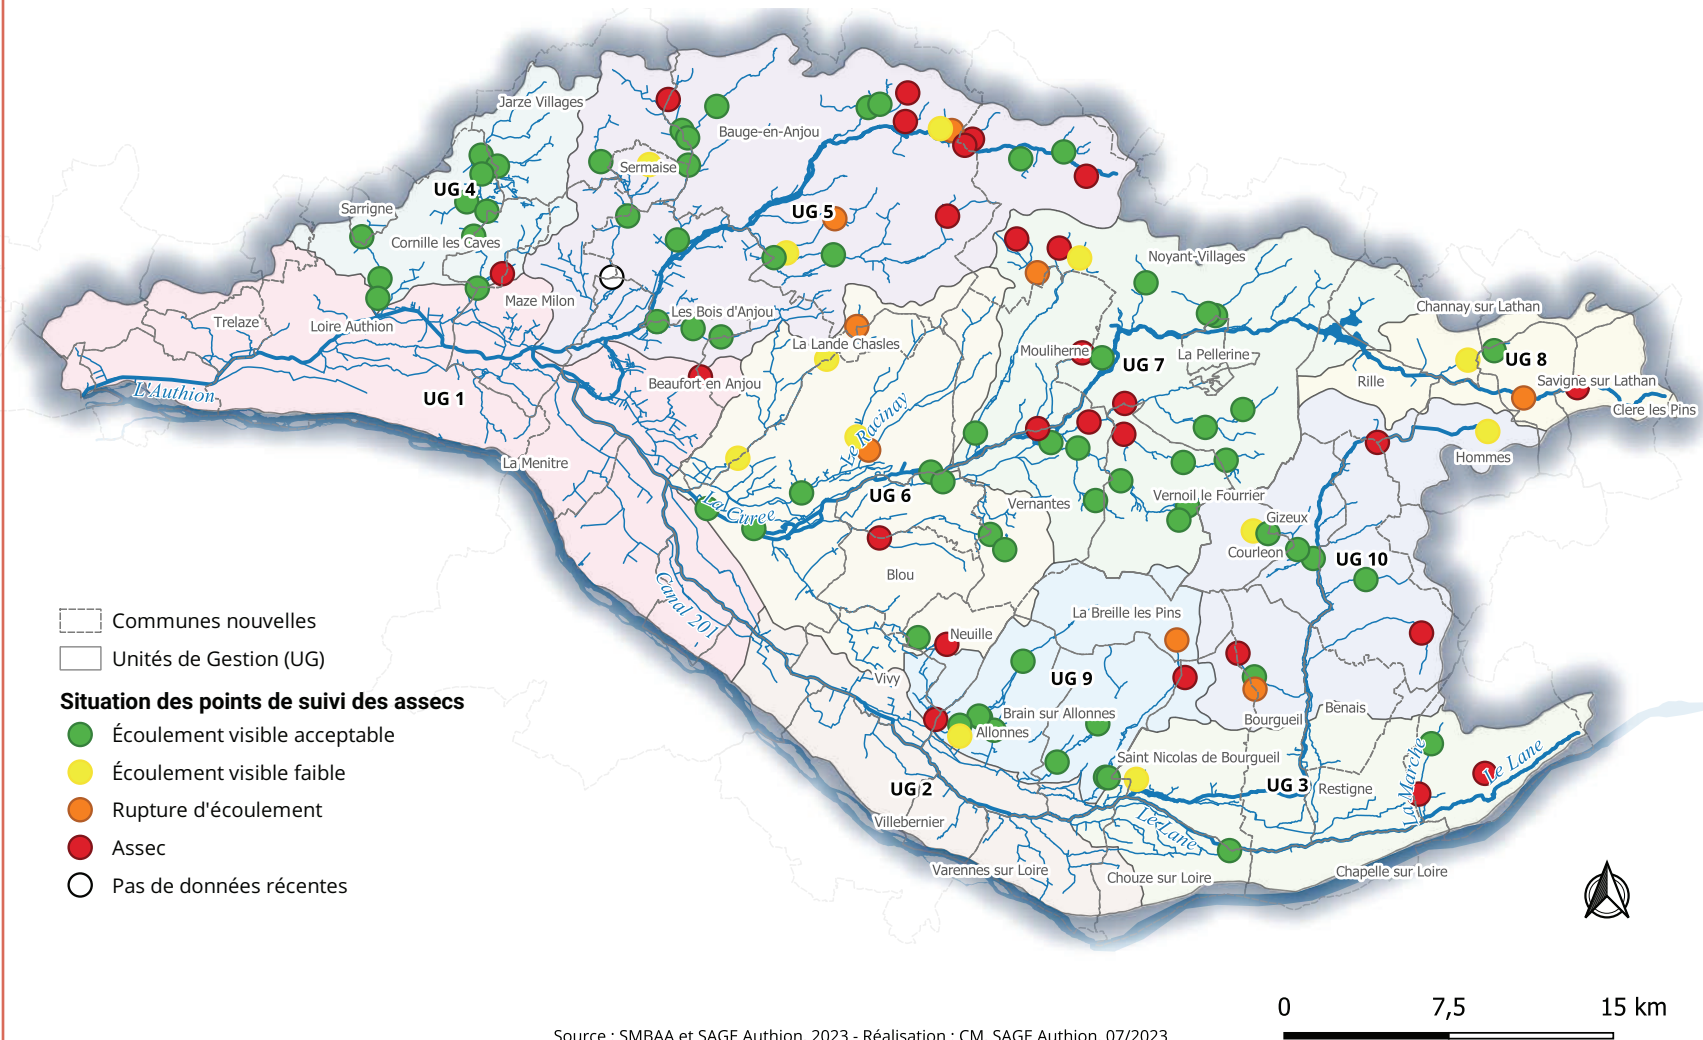 Jarze Villages
Bauge-en-Anjou
Sermaise
UG 4
Sarrigne
UG 5
Cornille les Caves
Noyant-Villages
Maze Milon
Channay sur Lathan
Les Bois d'Anjou
Trelaze
Loire Authion
La Lande Chasles
Mouliherne
La Pellerine
UG 7
UG 8
L'Authion
Beaufort en Anjou
Rille
Savigne sur Lathan
UG 1
Clere les Pins
Le Racinay
La Menitre
Hommes
UG 6
La Curee
Vernantes
Vernoil le Fourrier
Gizeux
Courleon
UG 10
Blou
Canal 201
La Breille les Pins
Neuille
Vivy
UG 9
Brain sur Allonnes
Allonnes
Bourgueil
Benais
Saint Nicolas de Bourgueil
La Marche
Le Lane
UG 2
UG 3
Restigne
Villebernier
Le Lane
Varennes sur Loire
Chouze sur Loire
Chapelle sur Loire
Communes nouvelles
Unités de Gestion (UG)
Situation des points de suivi des assecs
Écoulement visible acceptable
Écoulement visible faible
Rupture d'écoulement
Assec
Pas de données récentes
0 7,5 15 km
Source : SMBAA et SAGE Authion, 2023 - Réalisation : CM, SAGE Authion, 07/2023